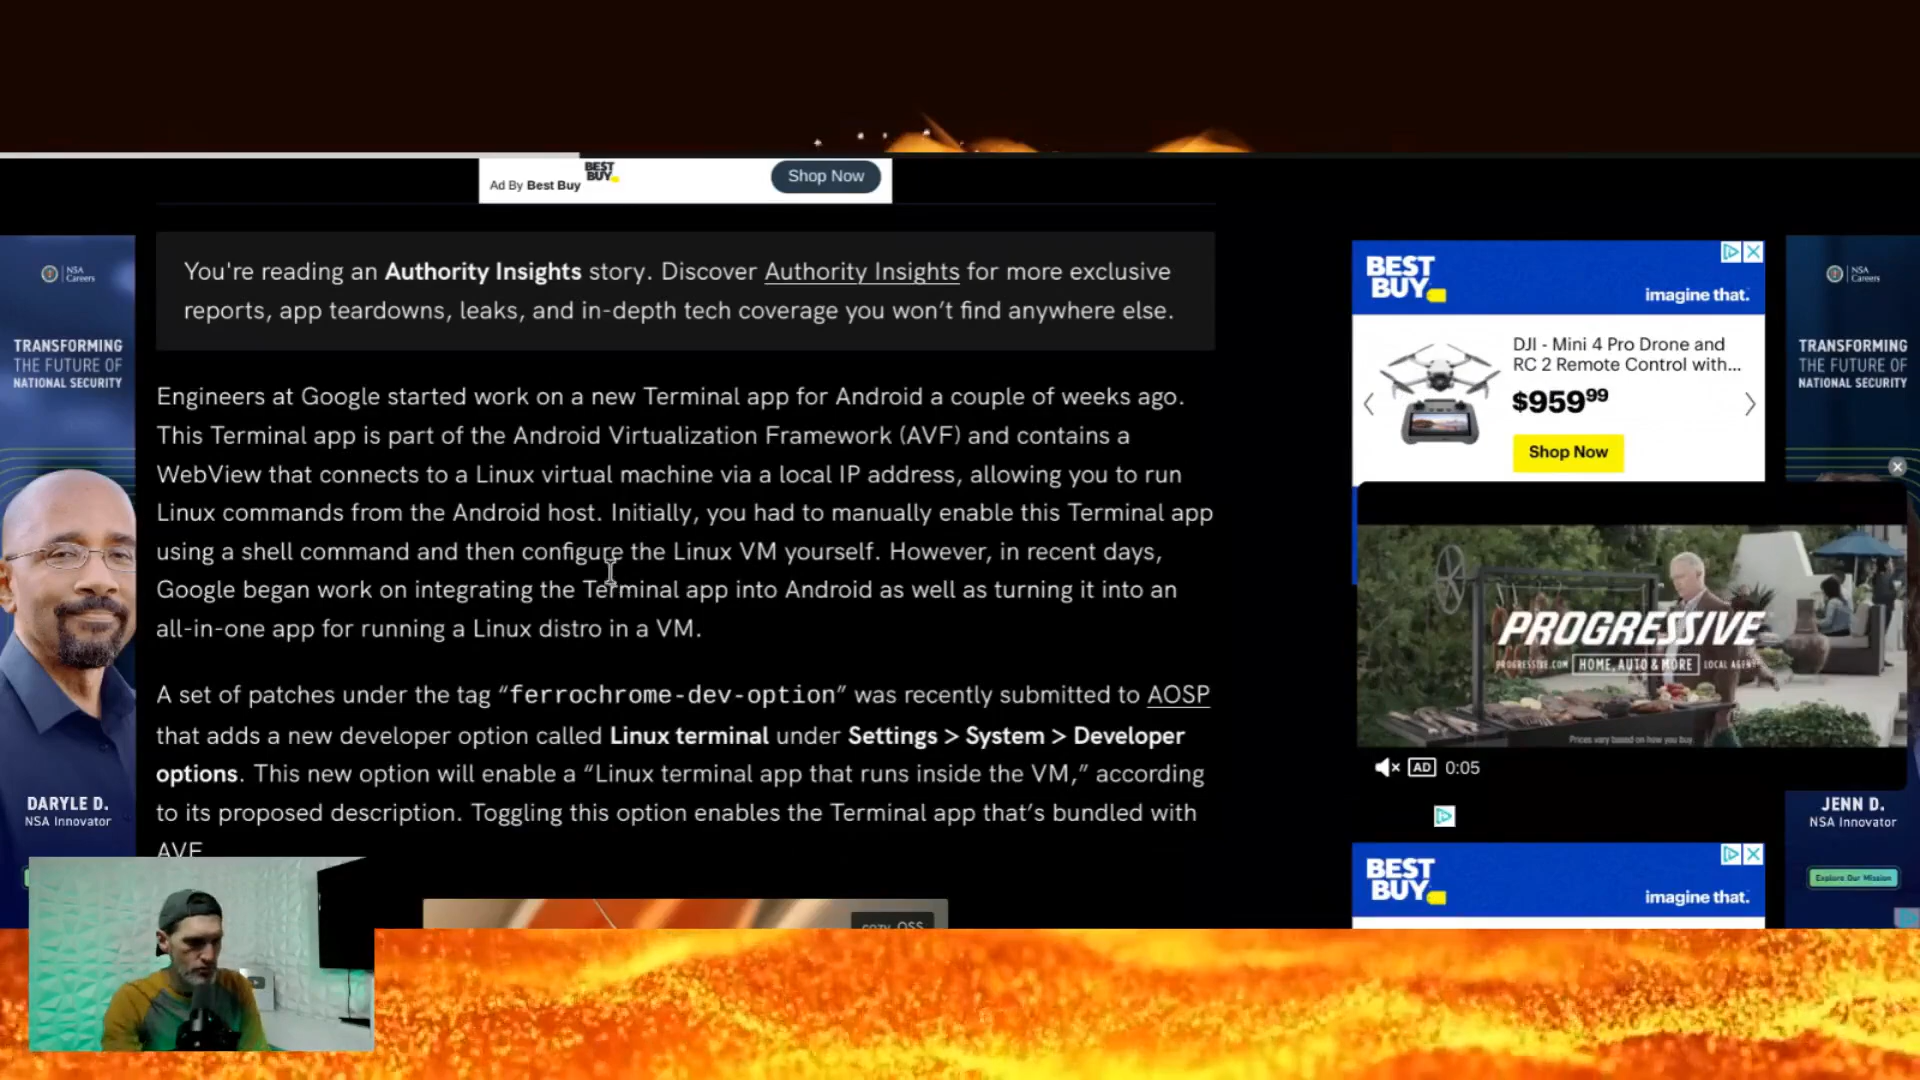 Ad By Best Buy
BEST
BUY
Shop Now
You're reading an Authority Insights story. Discover Authority Insights for more exclusive
reports, app teardowns, leaks, and in-depth tech coverage you won’t find anywhere else.
Engineers at Google started work on a new Terminal app for Android a couple of weeks ago.
This Terminal app is part of the Android Virtualization Framework (AVF) and contains a
WebView that connects to a Linux virtual machine via a local IP address, allowing you to run
Linux commands from the Android host. Initially, you had to manually enable this Terminal app
using a shell command and then configure the Linux VM yourself. However, in recent days,
Google began work on integrating the Terminal app into Android as well as turning it into an
all-in-one app for running a Linux distro in a VM.
A set of patches under the tag “ferrochrome-dev-option” was recently submitted to AOSP
that adds a new developer option called Linux terminal under Settings > System > Developer
options. This new option will enable a “Linux terminal app that runs inside the VM,” according
to its proposed description. Toggling this option enables the Terminal app that’s bundled with
AVF
cozy OSS
NSA
Careers
TRANSFORMING
THE FUTURE OF
NATIONAL SECURITY
DARYLE D.
NSA Innovator
BEST
BUY
imagine that.
DJI - Mini 4 Pro Drone and
RC 2 Remote Control with...
$959⁹⁹
Shop Now
PROGRESSIVE
PROGRESSIVE.COM HOME, AUTO & MORE LOCAL AGENT
Prices vary based on how you buy.
AD 0:05
BEST
BUY
imagine that.
NSA
Careers
TRANSFORMING
THE FUTURE OF
NATIONAL SECURITY
JENN D.
NSA Innovator
Explore Our Mission